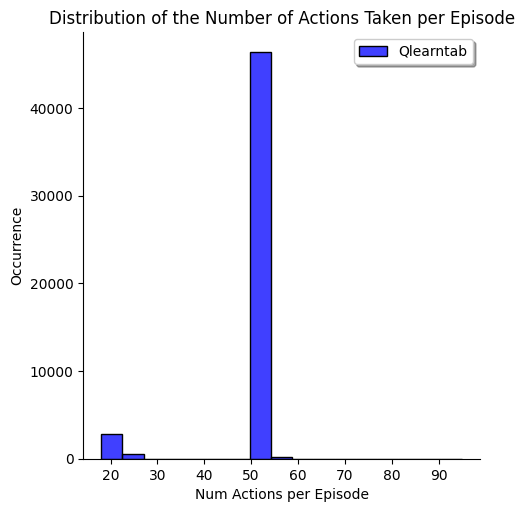 Distribution of the Number of Actions Taken per Episode
Qlearntab
40000
30000
20000
10000
0
Occurrence
20 30 40 50 60 70 80 90
Num Actions per Episode